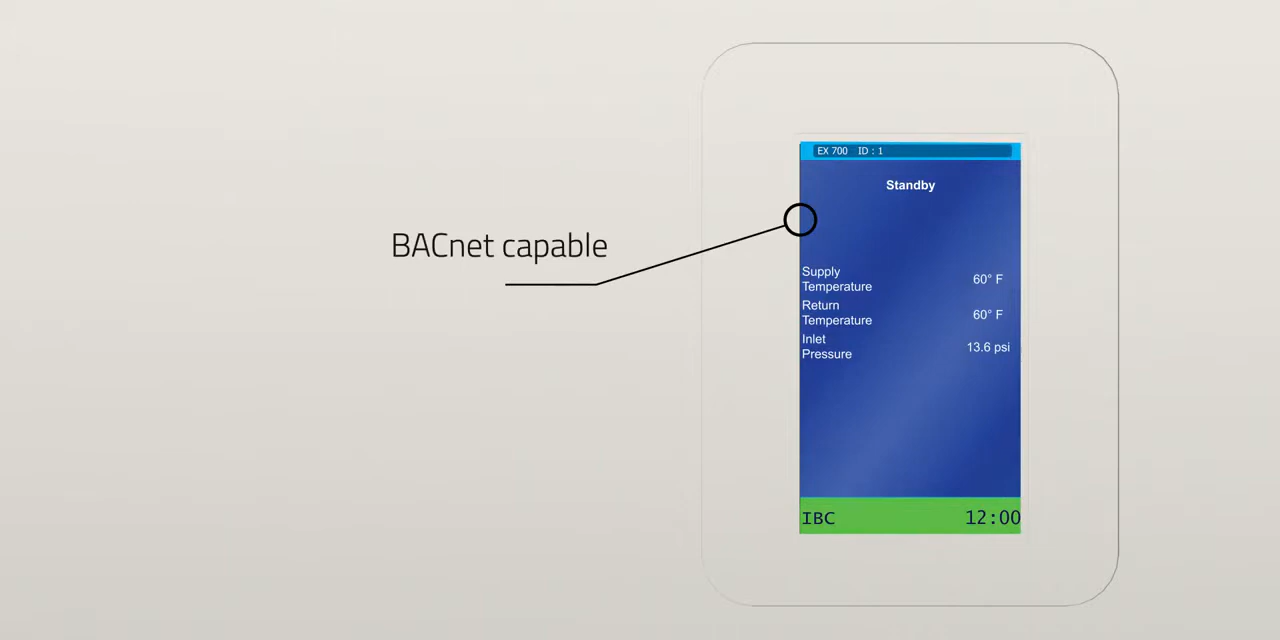 BACnet capable
EX 700 ID : 1
Standby
Supply
Temperature
60° F
Return
Temperature
60° F
Inlet
Pressure
13.6 psi
IBC
12:00